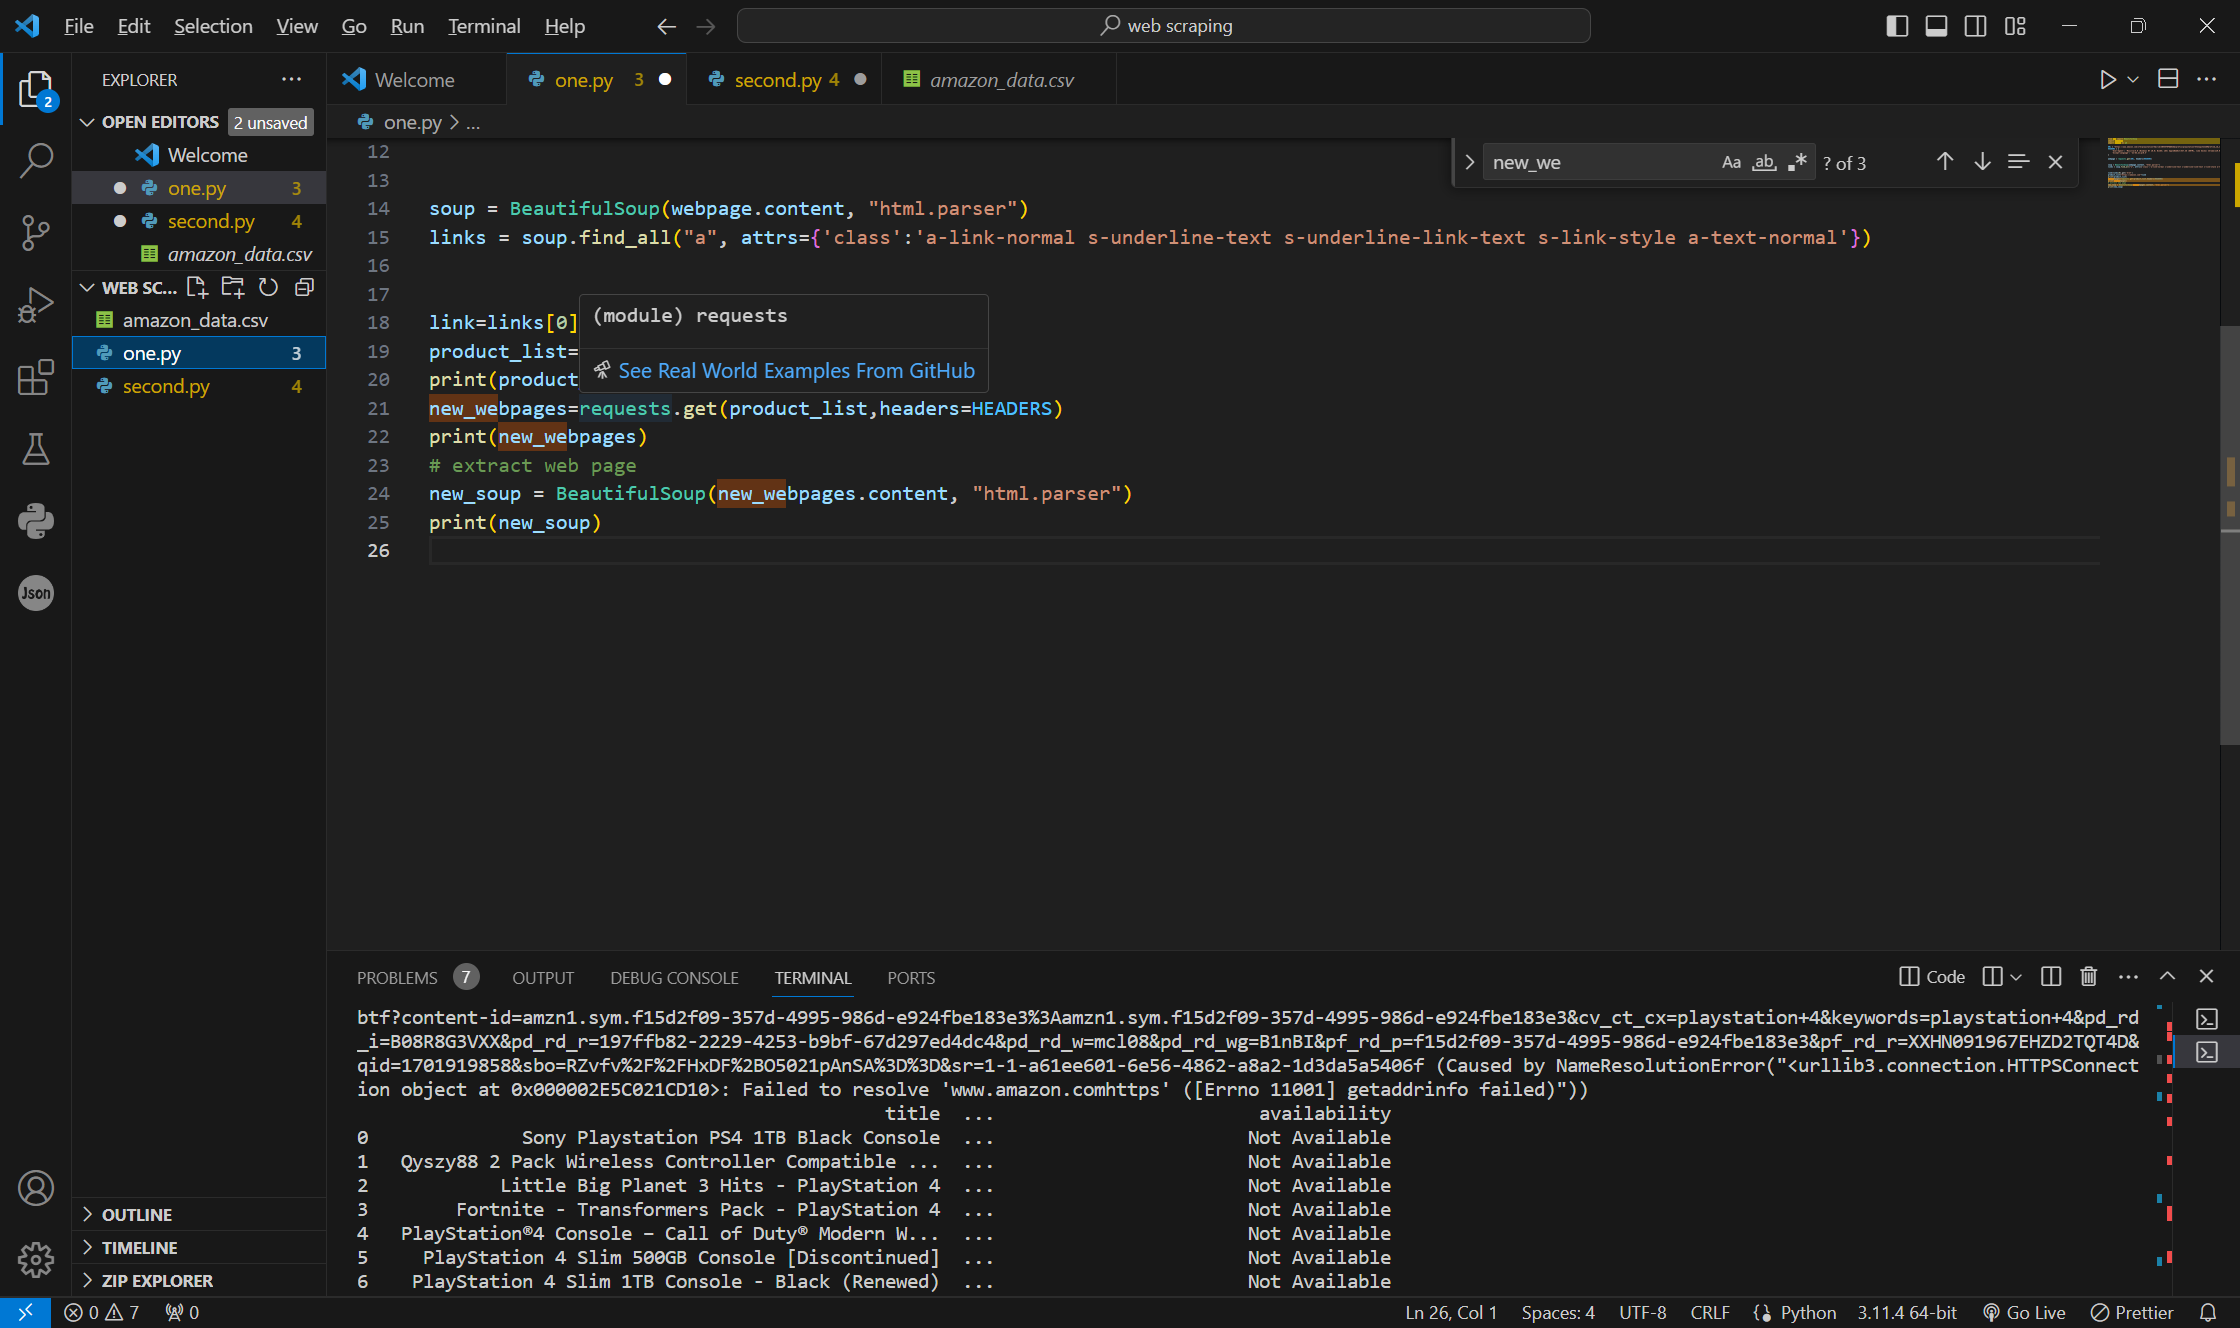 File Edit Selection View Go Run Terminal Help
web scraping
EXPLORER
OPEN EDITORS 2 unsaved
Welcome
one.py 3
second.py 4
amazon_data.csv
WEB SC...
amazon_data.csv
one.py 3
second.py 4
OUTLINE
TIMELINE
ZIP EXPLORER
2
Json
Welcome one.py 3 second.py 4 amazon_data.csv
one.py > ...
new_we Aa ab ? of 3
12
13
14 soup = BeautifulSoup(webpage.content, "html.parser")
15 links = soup.find_all("a", attrs={'class':'a-link-normal s-underline-text s-underline-link-text s-link-style a-text-normal'})
16
17
18 link=links[0]
19 product_list=
20 print(product
(module) requests
See Real World Examples From GitHub
21 new_webpages=requests.get(product_list,headers=HEADERS)
22 print(new_webpages)
23 # extract web page
24 new_soup = BeautifulSoup(new_webpages.content, "html.parser")
25 print(new_soup)
26
PROBLEMS 7 OUTPUT DEBUG CONSOLE TERMINAL PORTS
Code
btf?content-id=amzn1.sym.f15d2f09-357d-4995-986d-e924fbe183e3%3Aamzn1.sym.f15d2f09-357d-4995-986d-e924fbe183e3&cv_ct_cx=playstation+4&keywords=playstation+4&pd_rd
_i=B08R8G3VXX&pd_rd_r=197ffb82-2229-4253-b9bf-67d297ed4dc4&pd_rd_w=mcl08&pd_rd_wg=B1nBI&pf_rd_p=f15d2f09-357d-4995-986d-e924fbe183e3&pf_rd_r=XXHN091967EHZD2TQT4D&
qid=1701919858&sbo=RZvfv%2F%2FHxDF%2BO5021pAnSA%3D%3D&sr=1-1-a61ee601-6e56-4862-a8a2-1d3da5a5406f (Caused by NameResolutionError("<urllib3.connection.HTTPSConnect
ion object at 0x000002E5C021CD10>: Failed to resolve 'www.amazon.comhttps' ([Errno 11001] getaddrinfo failed)"))
title ... availability
0 Sony Playstation PS4 1TB Black Console ... Not Available
1 Qyszy88 2 Pack Wireless Controller Compatible ... ... Not Available
2 Little Big Planet 3 Hits - PlayStation 4 ... Not Available
3 Fortnite - Transformers Pack - PlayStation 4 ... Not Available
4 PlayStation®4 Console – Call of Duty® Modern W... ... Not Available
5 PlayStation 4 Slim 500GB Console [Discontinued] ... Not Available
6 PlayStation 4 Slim 1TB Console - Black (Renewed) ... Not Available
0 7 0 Ln 26, Col 1 Spaces: 4 UTF-8 CRLF Python 3.11.4 64-bit Go Live Prettier